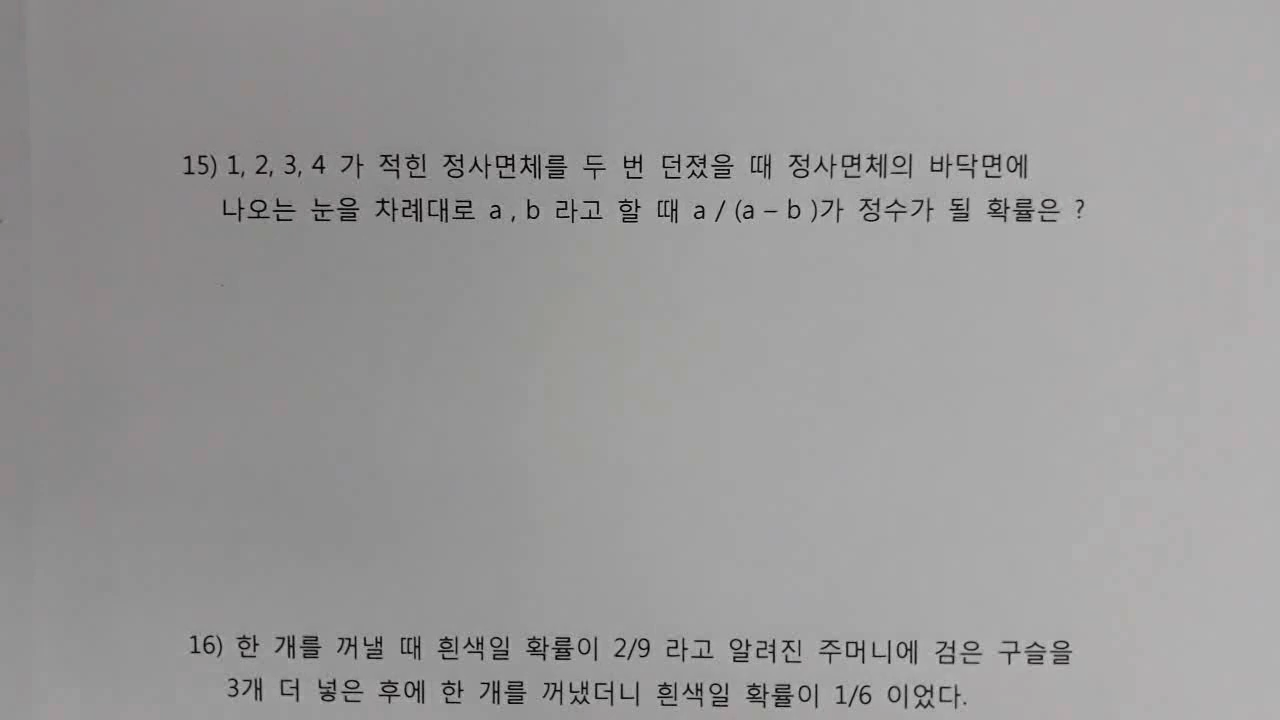 15) 1, 2, 3, 4 가 적힌 정사면체를 두 번 던졌을 때 정사면체의 바닥면에
나오는 눈을 차례대로 a , b 라고 할 때 a / (a – b )가 정수가 될 확률은 ?
16) 한 개를 꺼낼 때 흰색일 확률이 2/9 라고 알려진 주머니에 검은 구슬을
3개 더 넣은 후에 한 개를 꺼냈더니 흰색일 확률이 1/6 이었다.